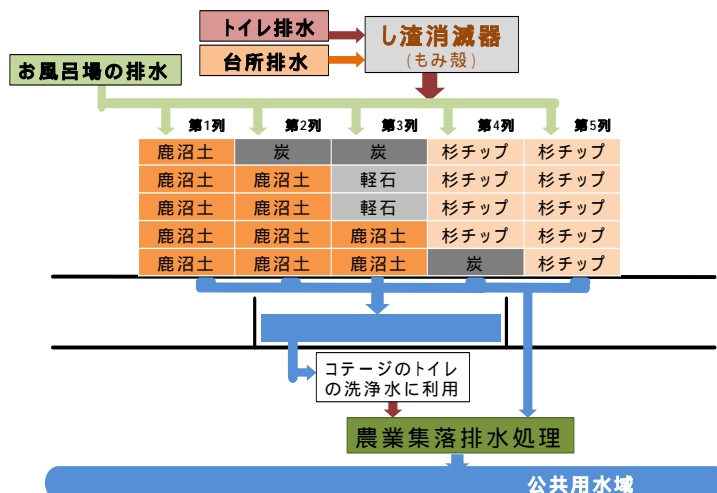 トイレ排水
台所排水
し渣消滅器
(もみ殻)
お風呂場の排水
第1列 第2列 第3列 第4列 第5列
鹿沼土 炭 炭 杉チップ 杉チップ
鹿沼土 鹿沼土 軽石 杉チップ 杉チップ
鹿沼土 鹿沼土 軽石 杉チップ 杉チップ
鹿沼土 鹿沼土 鹿沼土 杉チップ 杉チップ
鹿沼土 鹿沼土 鹿沼土 炭 杉チップ
コテージのトイレ
の洗浄水に利用
農業集落排水処理
公共用水域